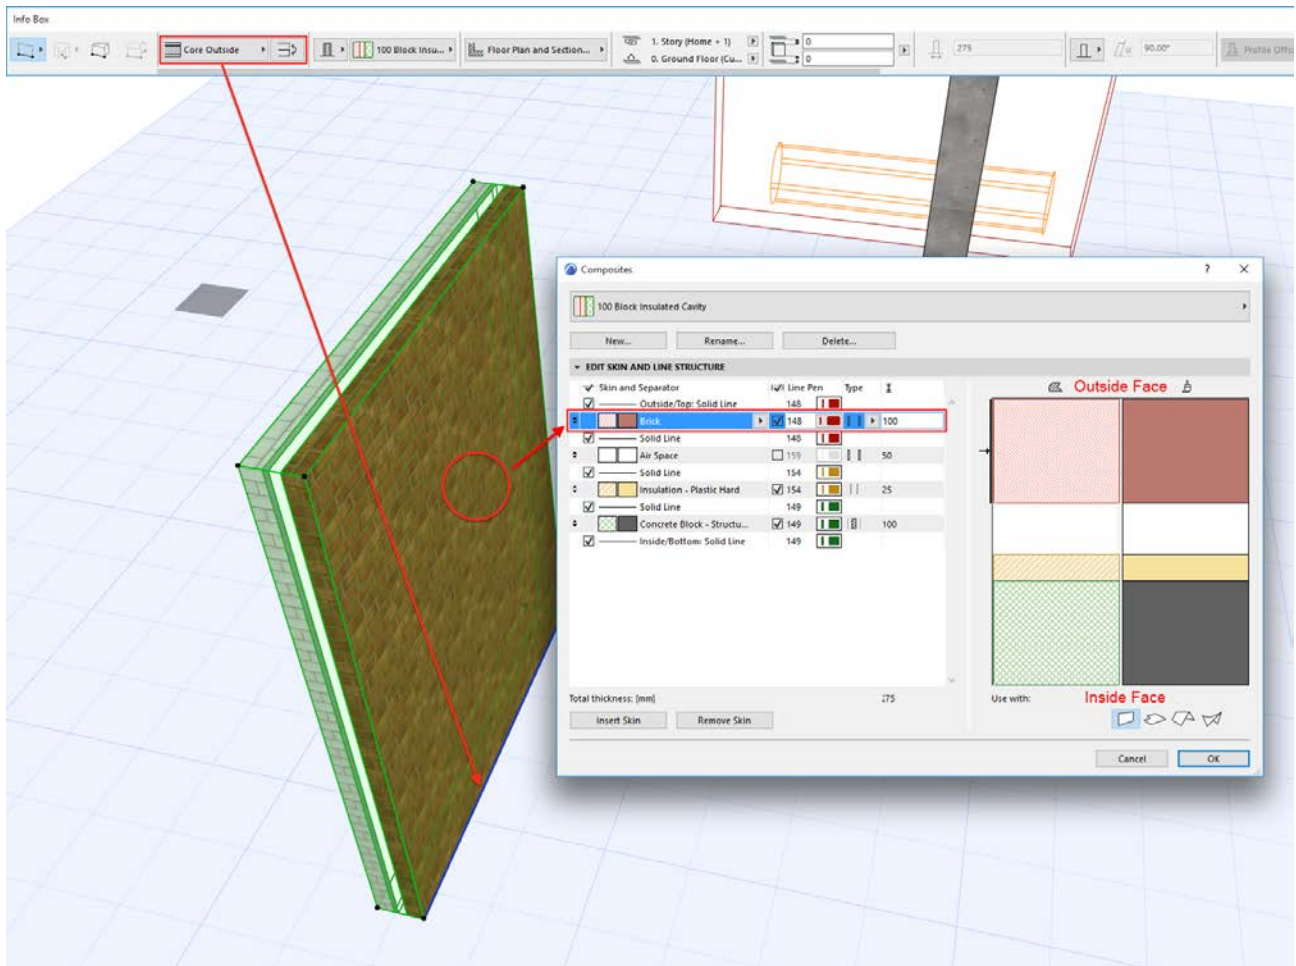 Info Box
Core Outside
100 Block Insu...
Floor Plan and Section...
1. Story (Home + 1)
0. Ground Floor (Cu...
0
0
275
90.00°
Profile Offs
Composites
? X
100 Block Insulated Cavity
New... Rename... Delete...
EDIT SKIN AND LINE STRUCTURE
Skin and Separator Line Pen Type
Outside/Top: Solid Line 148
Brick 148 100
Solid Line 148
Air Space 159 50
Solid Line 154
Insulation - Plastic Hard 154 25
Solid Line 149
Concrete Block - Structu... 149 100
Inside/Bottom: Solid Line 149
Outside Face
Total thickness: [mm] 275
Insert Skin Remove Skin
Use with:
Inside Face
Cancel OK